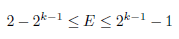 2 − 2^{k−1} ≤ E ≤ 2^{k−1} − 1